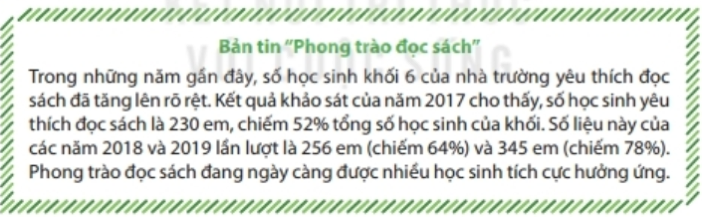 Bản tin "Phong trào đọc sách"
Trong những năm gần đây, số học sinh khối 6 của nhà trường yêu thích đọc
sách đã tăng lên rõ rệt. Kết quả khảo sát của năm 2017 cho thấy, số học sinh yêu
thích đọc sách là 230 em, chiếm 52% tổng số học sinh của khối. Số liệu này của
các năm 2018 và 2019 lần lượt là 256 em (chiếm 64%) và 345 em (chiếm 78%).
Phong trào đọc sách đang ngày càng được nhiều học sinh tích cực hưởng ứng.